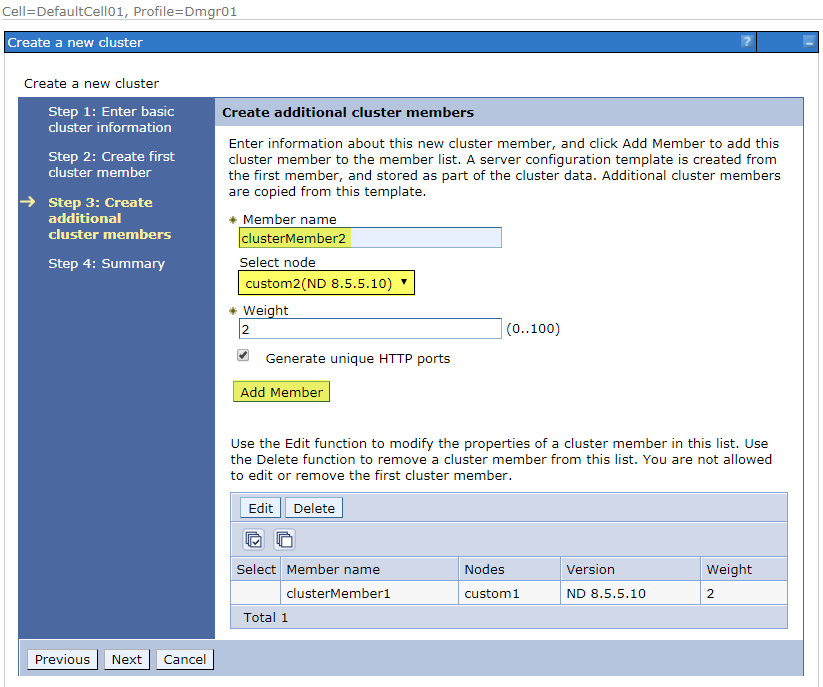 Cell=DefaultCell01, Profile=Dmgr01
Create a new cluster
?
Create a new cluster
Step 1: Enter basic
cluster information
Step 2: Create first
cluster member
Step 3: Create
additional
cluster members
Step 4: Summary
Create additional cluster members
Enter information about this new cluster member, and click Add Member to add this
cluster member to the member list. A server configuration template is created from
the first member, and stored as part of the cluster data. Additional cluster members
are copied from this template.
Member name
clusterMember2
Select node
custom2(ND 8.5.5.10)
Weight
2 (0..100)
Generate unique HTTP ports
Add Member
Use the Edit function to modify the properties of a cluster member in this list. Use
the Delete function to remove a cluster member from this list. You are not allowed
to edit or remove the first cluster member.
Edit Delete
Select Member name Nodes Version Weight
clusterMember1 custom1 ND 8.5.5.10 2
Total 1
Previous Next Cancel